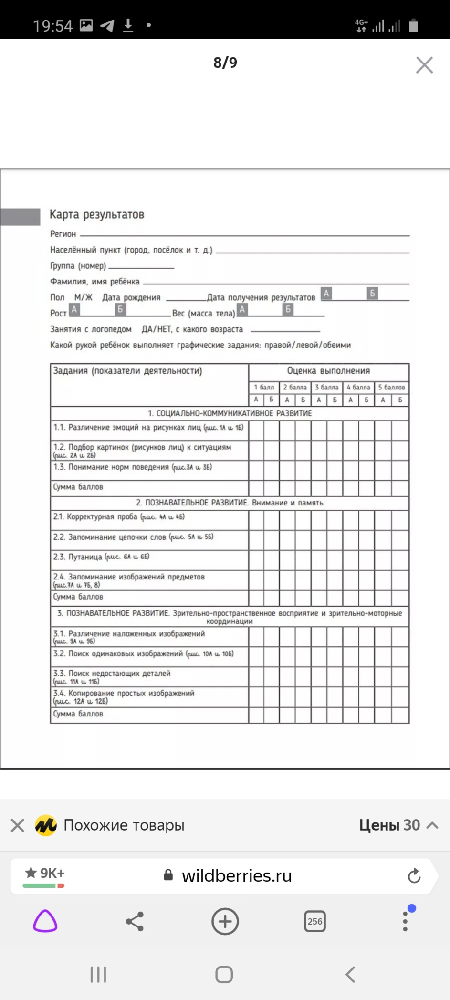 19:54
4G+
8/9
Карта результатов
Регион
Населённый пункт (город, посёлок и т. д.)
Группа (номер)
Фамилия, имя ребёнка
Пол М/Ж Дата рождения Дата получения результатов А Б
Рост А Б Вес (масса тела) А Б
Занятия с логопедом ДА/НЕТ, с какого возраста
Какой рукой ребёнок выполняет графические задания: правой/левой/обеими
Задания (показатели деятельности) Оценка выполнения
1 балл 2 балла 3 балла 4 балла 5 баллов
А Б А Б А Б А Б А Б
1. СОЦИАЛЬНО-КОММУНИКАТИВНОЕ РАЗВИТИЕ
1.1. Различение эмоций на рисунках лиц (рис. 1А и 1Б)
1.2. Подбор картинок (рисунков лиц) к ситуациям
(рис. 2А и 2Б)
1.3. Понимание норм поведения (рис.3А и 3Б)
Сумма баллов
2. ПОЗНАВАТЕЛЬНОЕ РАЗВИТИЕ. Внимание и память
2.1. Корректурная проба (рис. 4А и 4Б)
2.2. Запоминание цепочки слов (рис. 5А и 5Б)
2.3. Путаница (рис. 6А и 6Б)
2.4. Запоминание изображений предметов
(рис.7А и 7Б, 8)
Сумма баллов
3. ПОЗНАВАТЕЛЬНОЕ РАЗВИТИЕ. Зрительно-пространственное восприятие и зрительно-моторные
координации
3.1. Различение наложенных изображений
(рис. 9А и 9Б)
3.2. Поиск одинаковых изображений (рис. 10А и 10Б)
3.3. Поиск недостающих деталей
(рис. 11А и 11Б)
3.4. Копирование простых изображений
(рис. 12А и 12Б)
Сумма баллов
Похожие товары Цены 30
9K+ wildberries.ru
256